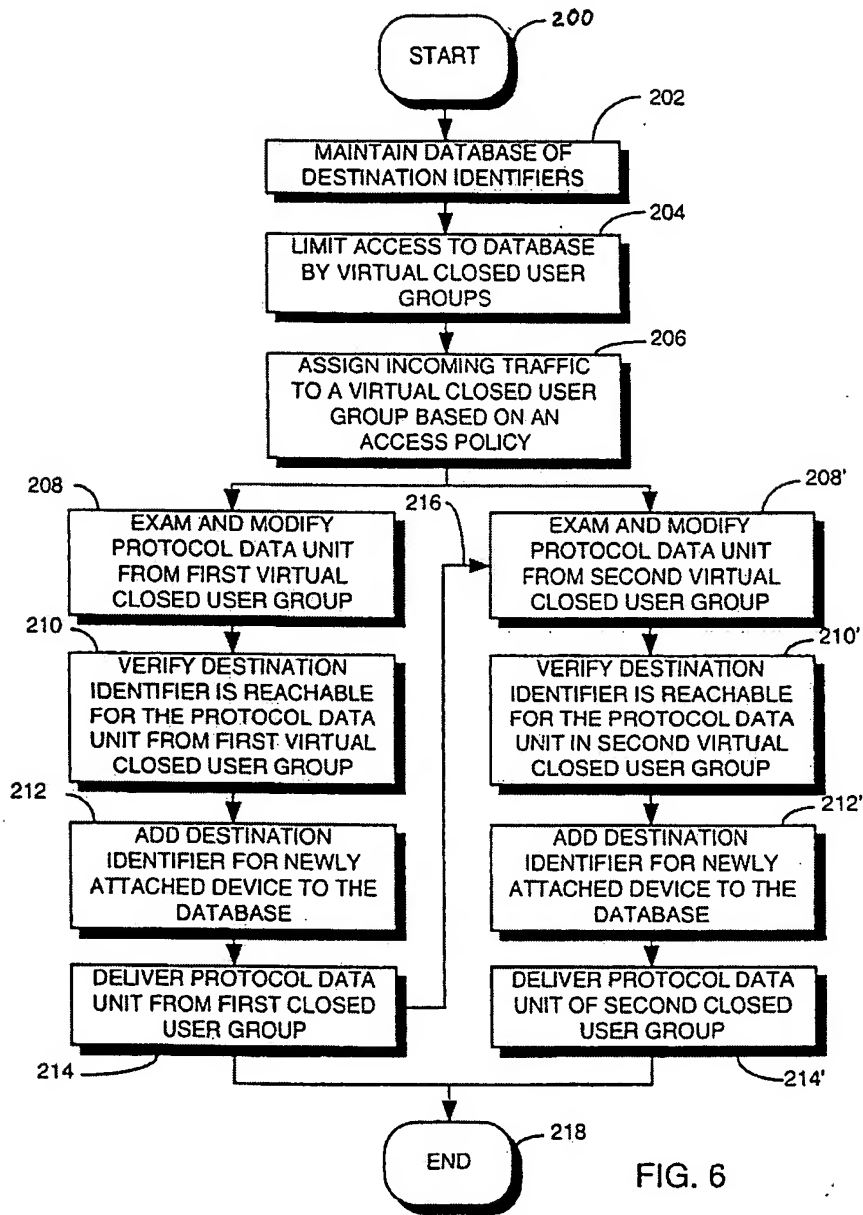 200
START
202
MAINTAIN DATABASE OF
DESTINATION IDENTIFIERS
204
LIMIT ACCESS TO DATABASE
BY VIRTUAL CLOSED USER
GROUPS
206
ASSIGN INCOMING TRAFFIC
TO A VIRTUAL CLOSED USER
GROUP BASED ON AN
ACCESS POLICY
208
EXAM AND MODIFY
PROTOCOL DATA UNIT
FROM FIRST VIRTUAL
CLOSED USER GROUP
216
208'
EXAM AND MODIFY
PROTOCOL DATA UNIT
FROM SECOND VIRTUAL
CLOSED USER GROUP
210
VERIFY DESTINATION
IDENTIFIER IS REACHABLE
FOR THE PROTOCOL DATA
UNIT FROM FIRST VIRTUAL
CLOSED USER GROUP
210'
VERIFY DESTINATION
IDENTIFIER IS REACHABLE
FOR THE PROTOCOL DATA
UNIT IN SECOND VIRTUAL
CLOSED USER GROUP
212
ADD DESTINATION
IDENTIFIER FOR NEWLY
ATTACHED DEVICE TO THE
DATABASE
212'
ADD DESTINATION
IDENTIFIER FOR NEWLY
ATTACHED DEVICE TO THE
DATABASE
DELIVER PROTOCOL DATA
UNIT FROM FIRST CLOSED
USER GROUP
214
DELIVER PROTOCOL DATA
UNIT OF SECOND CLOSED
USER GROUP
214'
218
END
FIG. 6